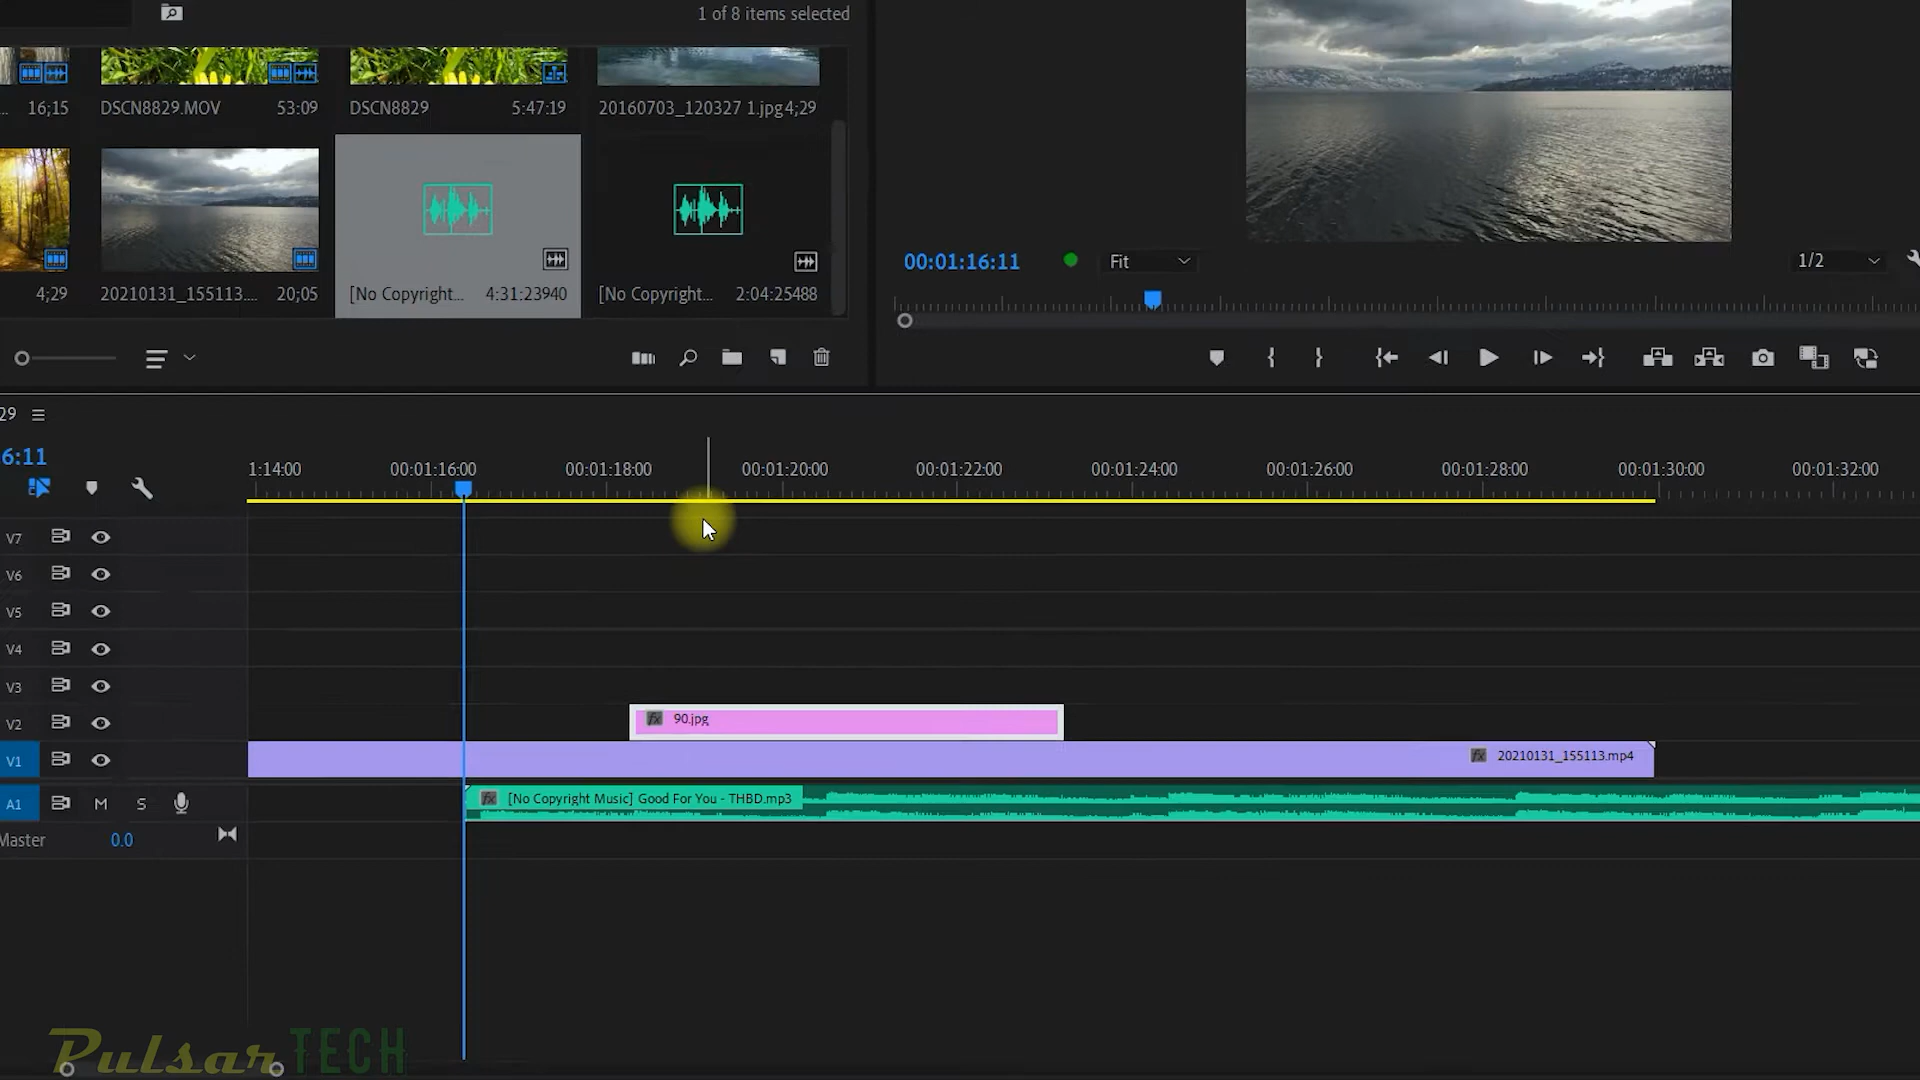 1 of 8 items selected
... 16;15 DSCN8829.MOV 53:09 DSCN8829 5:47:19 20160703_120327 1.jpg 4;29
4;29 20210131_155113.... 20;05 [No Copyright... 4:31:23940 [No Copyright... 2:04:25488
00:01:16:11 Fit 1/2
29
6:11
1:14:00 00:01:16:00 00:01:18:00 00:01:20:00 00:01:22:00 00:01:24:00 00:01:26:00 00:01:28:00 00:01:30:00 00:01:32:00
V7
V6
V5
V4
V3
V2 fx 90.jpg
V1 fx 20210131_155113.mp4
A1 M S fx [No Copyright Music] Good For You - THBD.mp3
Master 0.0
Pulsar TECH